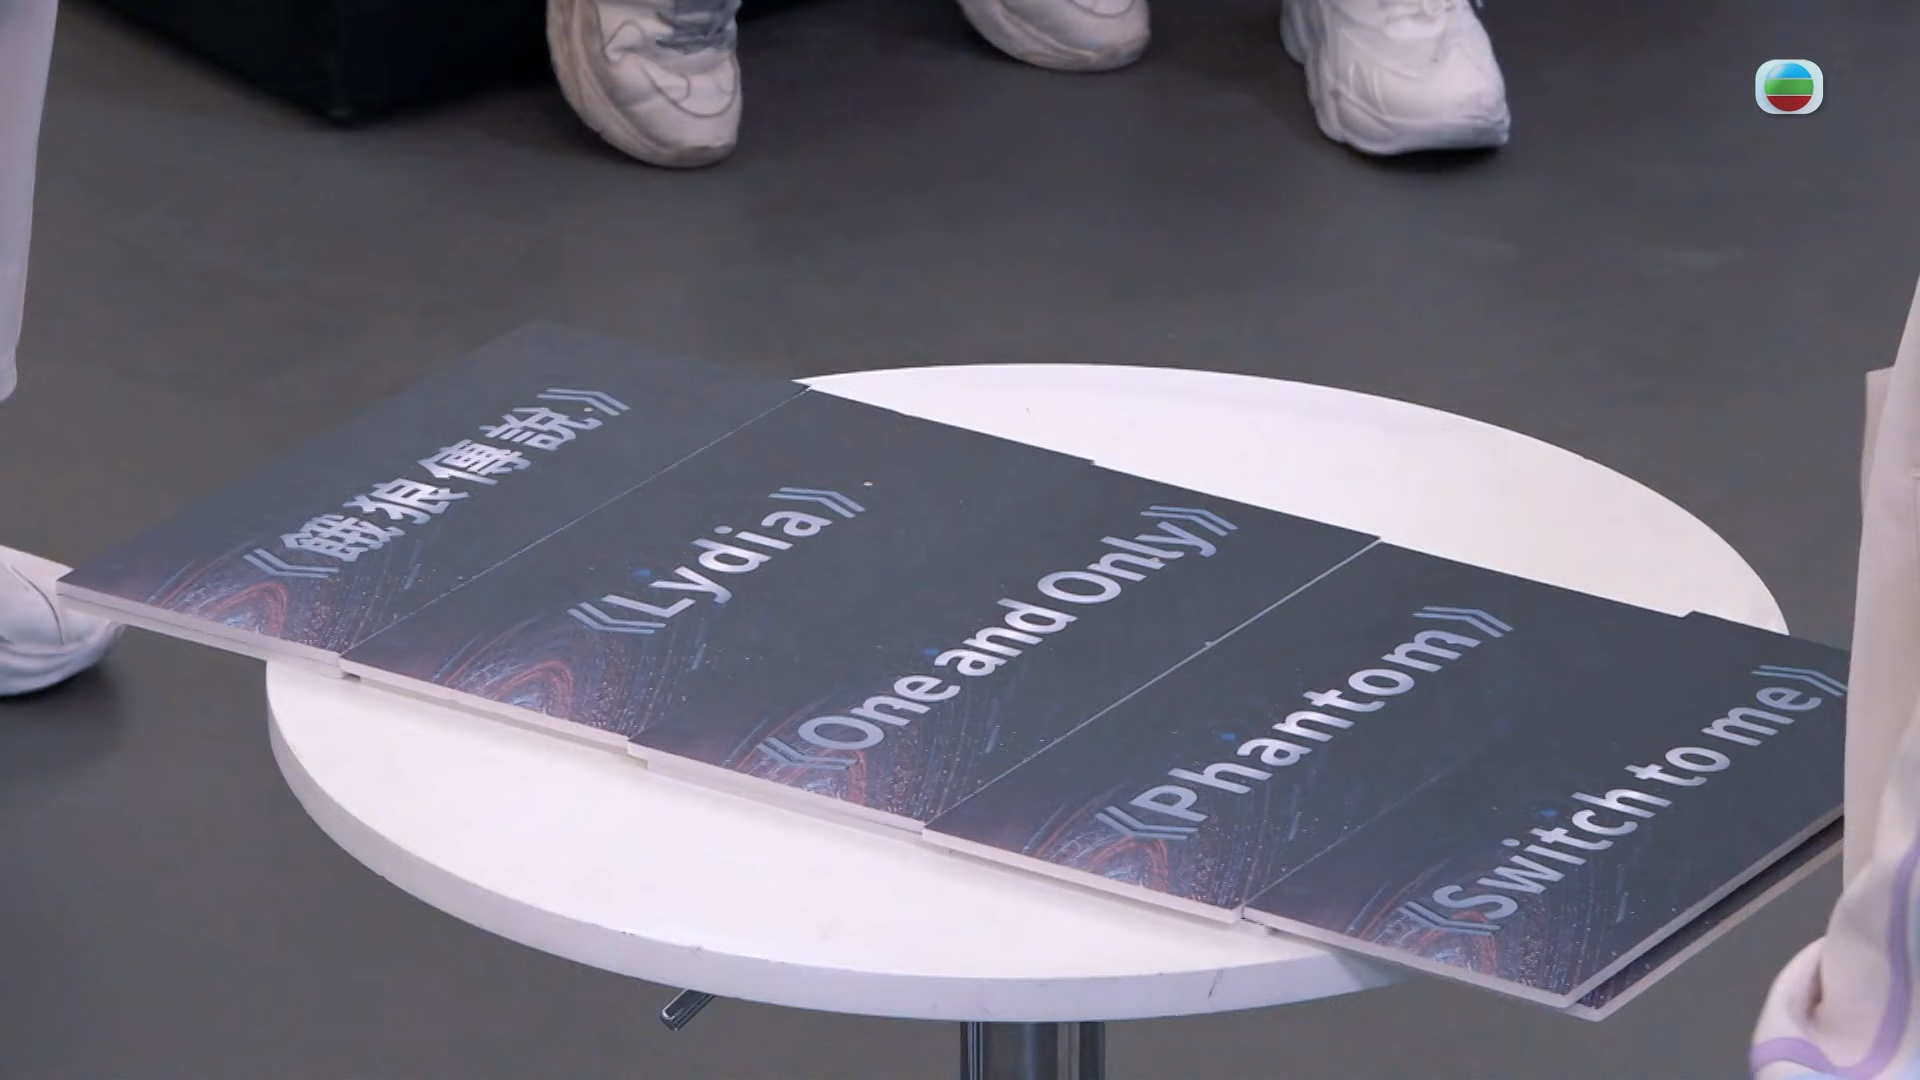 《餓狼傳說》
《Lydia》
《One and Only》
《Phantom》
《Switch to me》